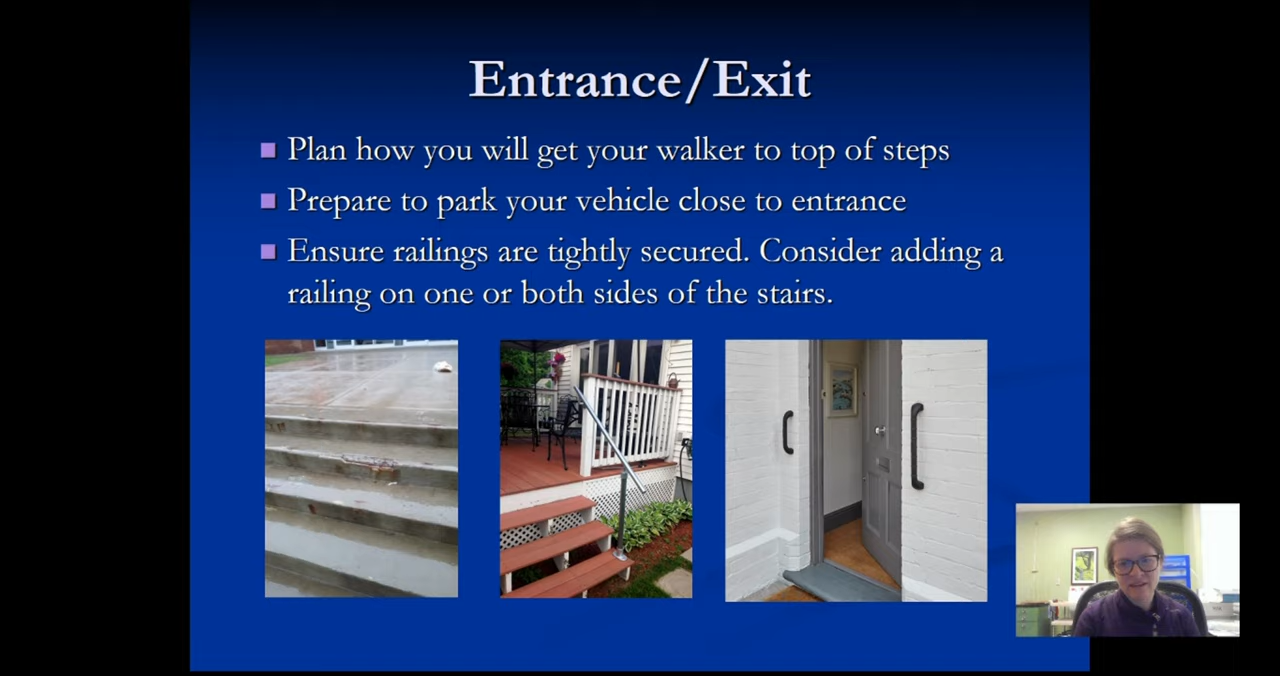 Entrance/Exit
Plan how you will get your walker to top of steps
Prepare to park your vehicle close to entrance
Ensure railings are tightly secured. Consider adding a
railing on one or both sides of the stairs.